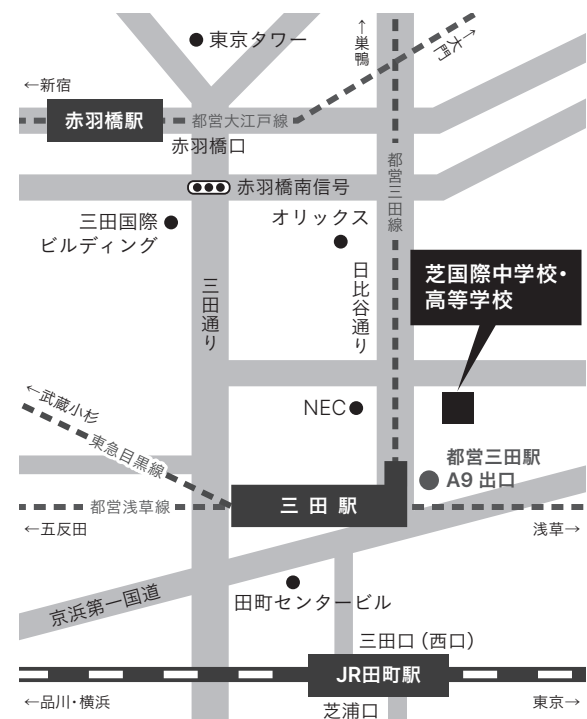 東京タワー
←巣鴨
↑大門
←新宿
赤羽橋駅
都営大江戸線
赤羽橋口
赤羽橋南信号
都営三田線
三田国際
ビルディング
オリックス
三田通り
日比谷通り
芝国際中学校・
高等学校
←武蔵小杉
東急目黒線
NEC
都営三田駅
A9 出口
都営浅草線
三田駅
←五反田
浅草→
京浜第一国道
田町センタービル
三田口（西口）
JR田町駅
←品川・横浜
芝浦口
東京→